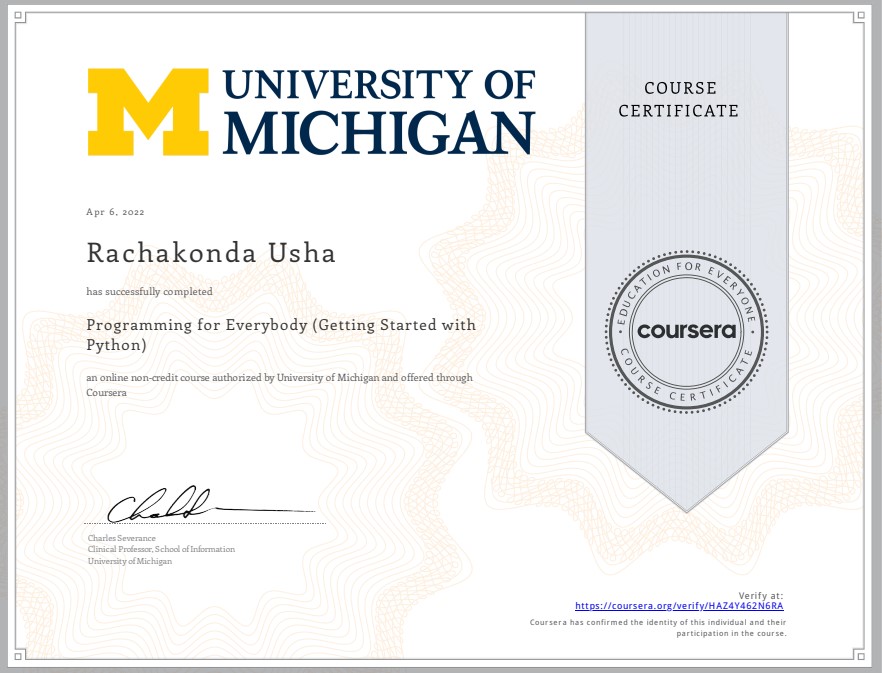 UNIVERSITY OF
MICHIGAN
COURSE
CERTIFICATE
Apr 6, 2022
Rachakonda Usha
has successfully completed
Programming for Everybody (Getting Started with
Python)
an online non-credit course authorized by University of Michigan and offered through
Coursera
EDUCATION FOR EVERYONE
coursera
COURSE CERTIFICATE
Charles Severance
Clinical Professor, School of Information
University of Michigan
Verify at:
https://coursera.org/verify/HAZ4Y462N6RA
Coursera has confirmed the identity of this individual and their
participation in the course.